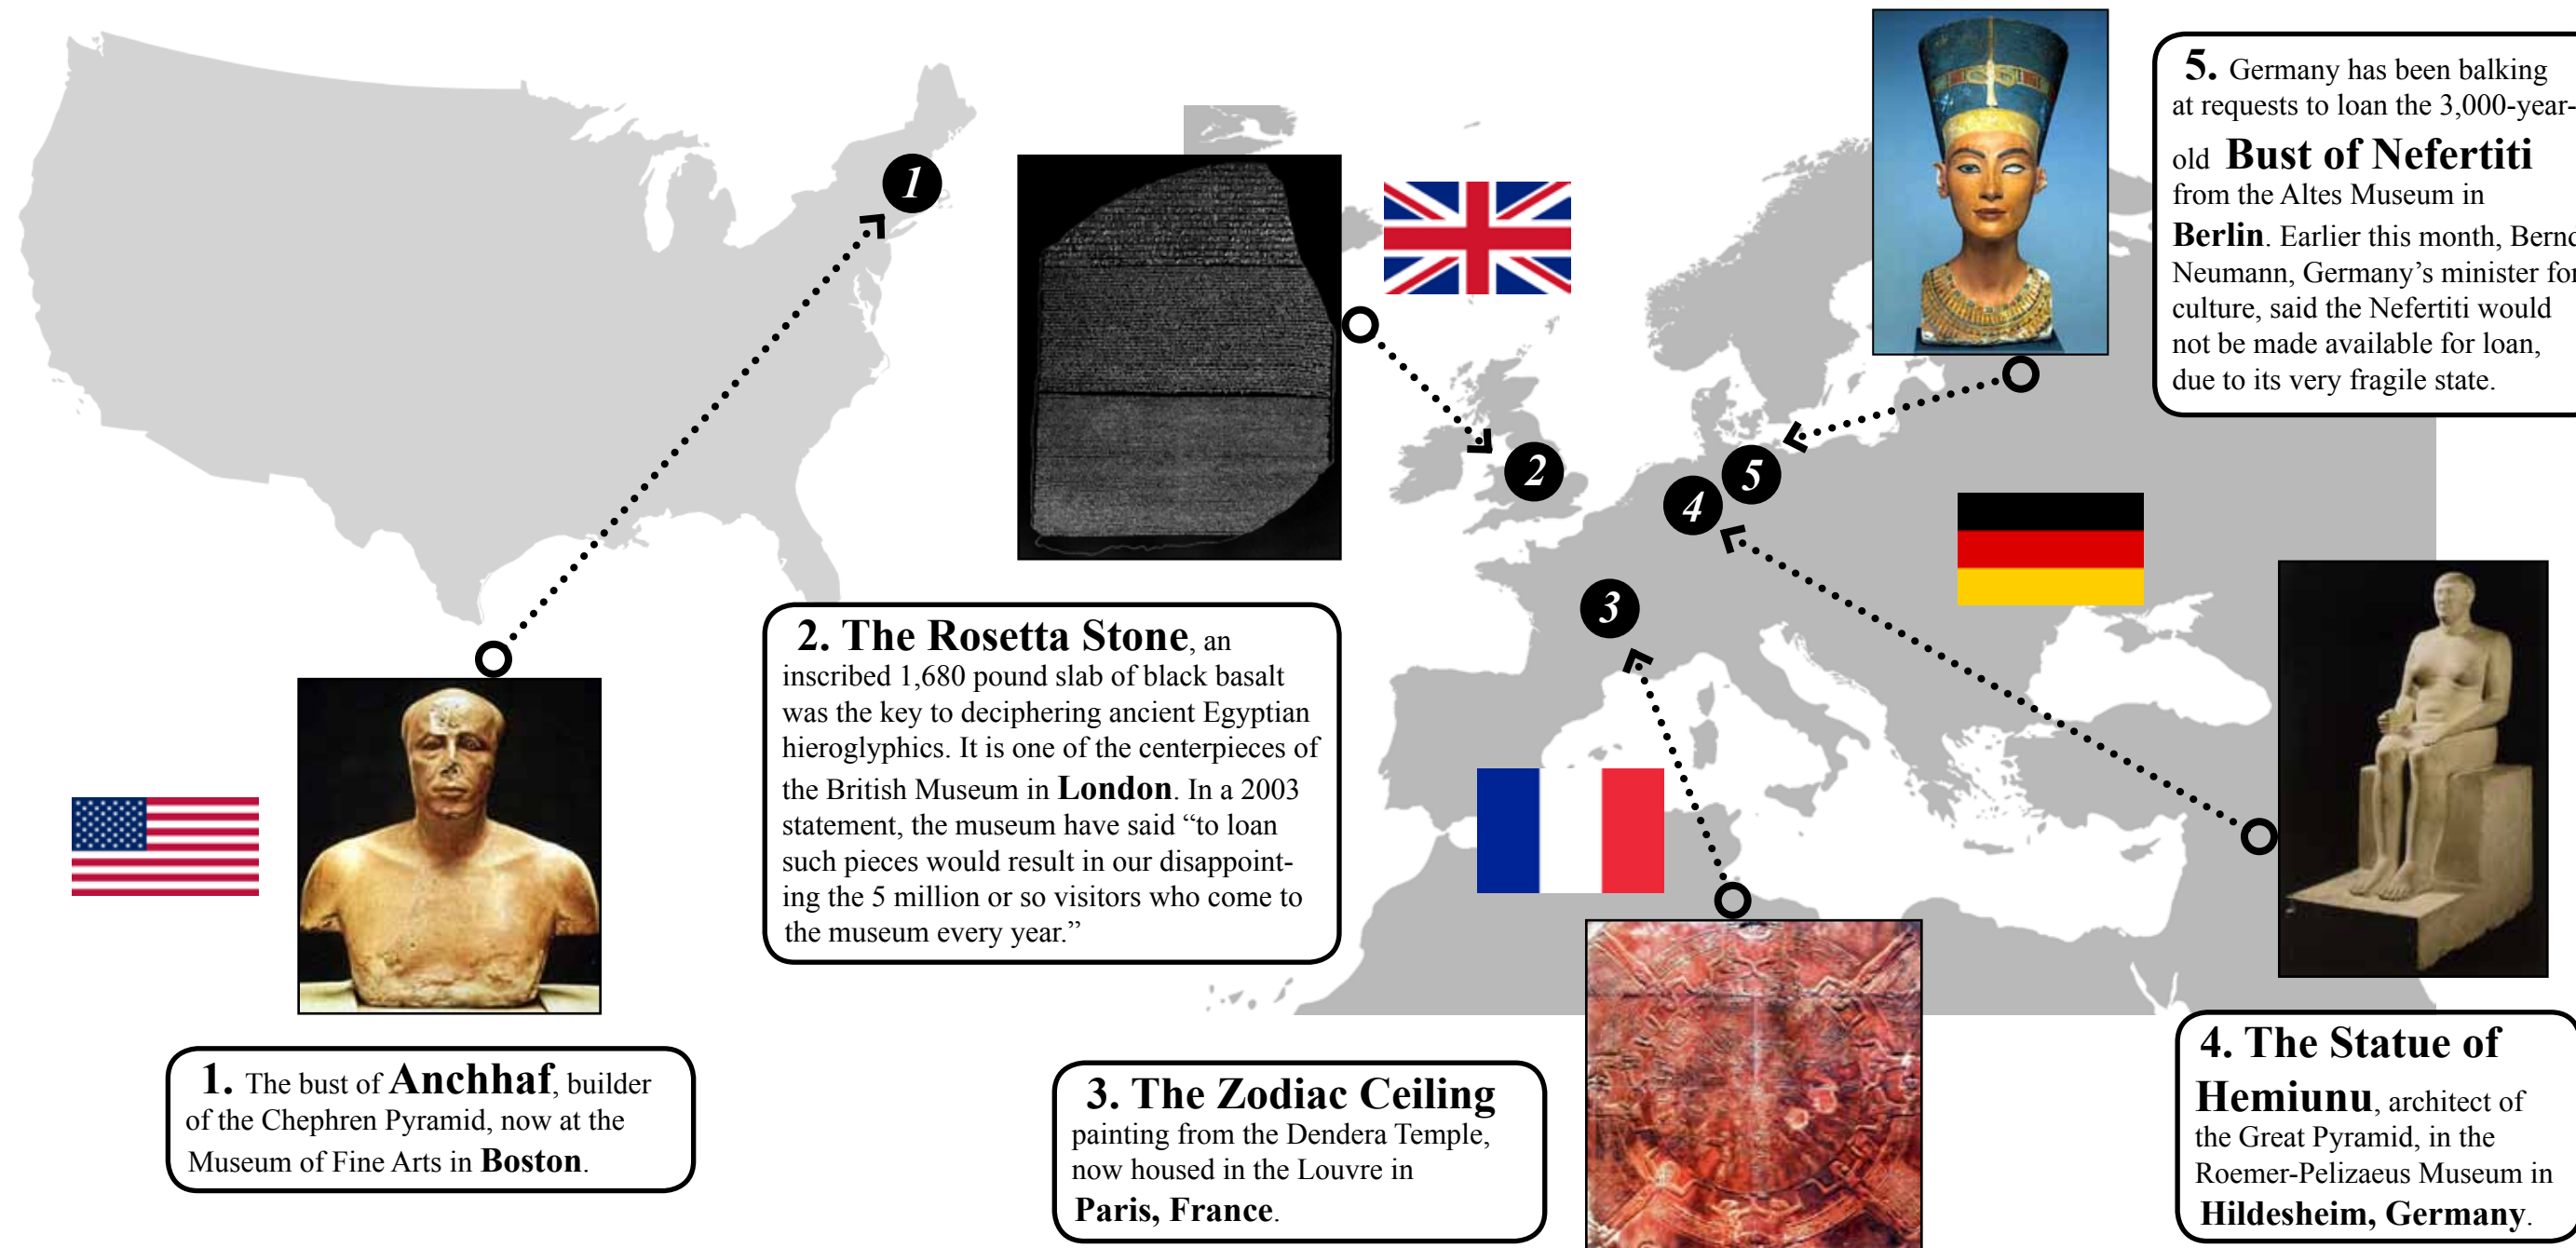 1
2
3
4
5
1. The bust of Anchhaf, builder
of the Chephren Pyramid, now at the
Museum of Fine Arts in Boston.
2. The Rosetta Stone, an
inscribed 1,680 pound slab of black basalt
was the key to deciphering ancient Egyptian
hieroglyphics. It is one of the centerpieces of
the British Museum in London. In a 2003
statement, the museum have said “to loan
such pieces would result in our disappoint-
ing the 5 million or so visitors who come to
the museum every year.”
3. The Zodiac Ceiling
painting from the Dendera Temple,
now housed in the Louvre in
Paris, France.
4. The Statue of
Hemiunu, architect of
the Great Pyramid, in the
Roemer-Pelizaeus Museum in
Hildesheim, Germany.
5. Germany has been balking
at requests to loan the 3,000-year-
old Bust of Nefertiti
from the Altes Museum in
Berlin. Earlier this month, Bernd
Neumann, Germany’s minister for
culture, said the Nefertiti would
not be made available for loan,
due to its very fragile state.